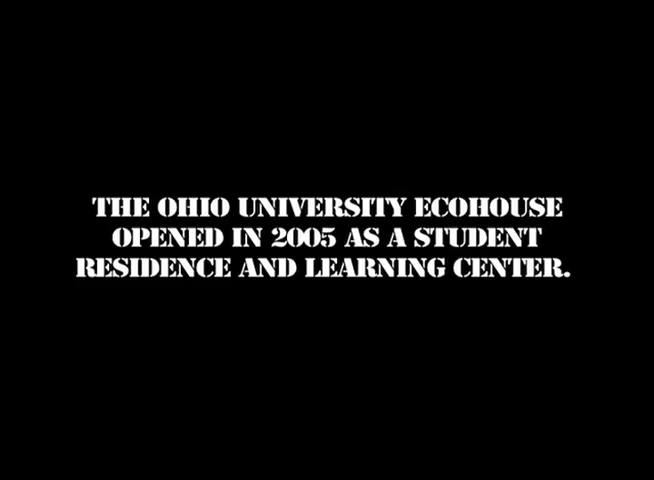 THE OHIO UNIVERSITY ECOHOUSE
OPENED IN 2005 AS A STUDENT
RESIDENCE AND LEARNING CENTER.